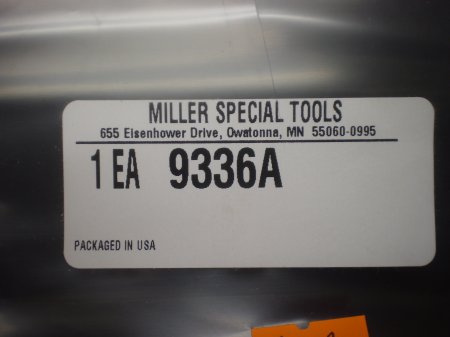 MILLER SPECIAL TOOLS
655 Eisenhower Drive, Owatonna, MN 55060-0995
1 EA 9336A
PACKAGED IN USA